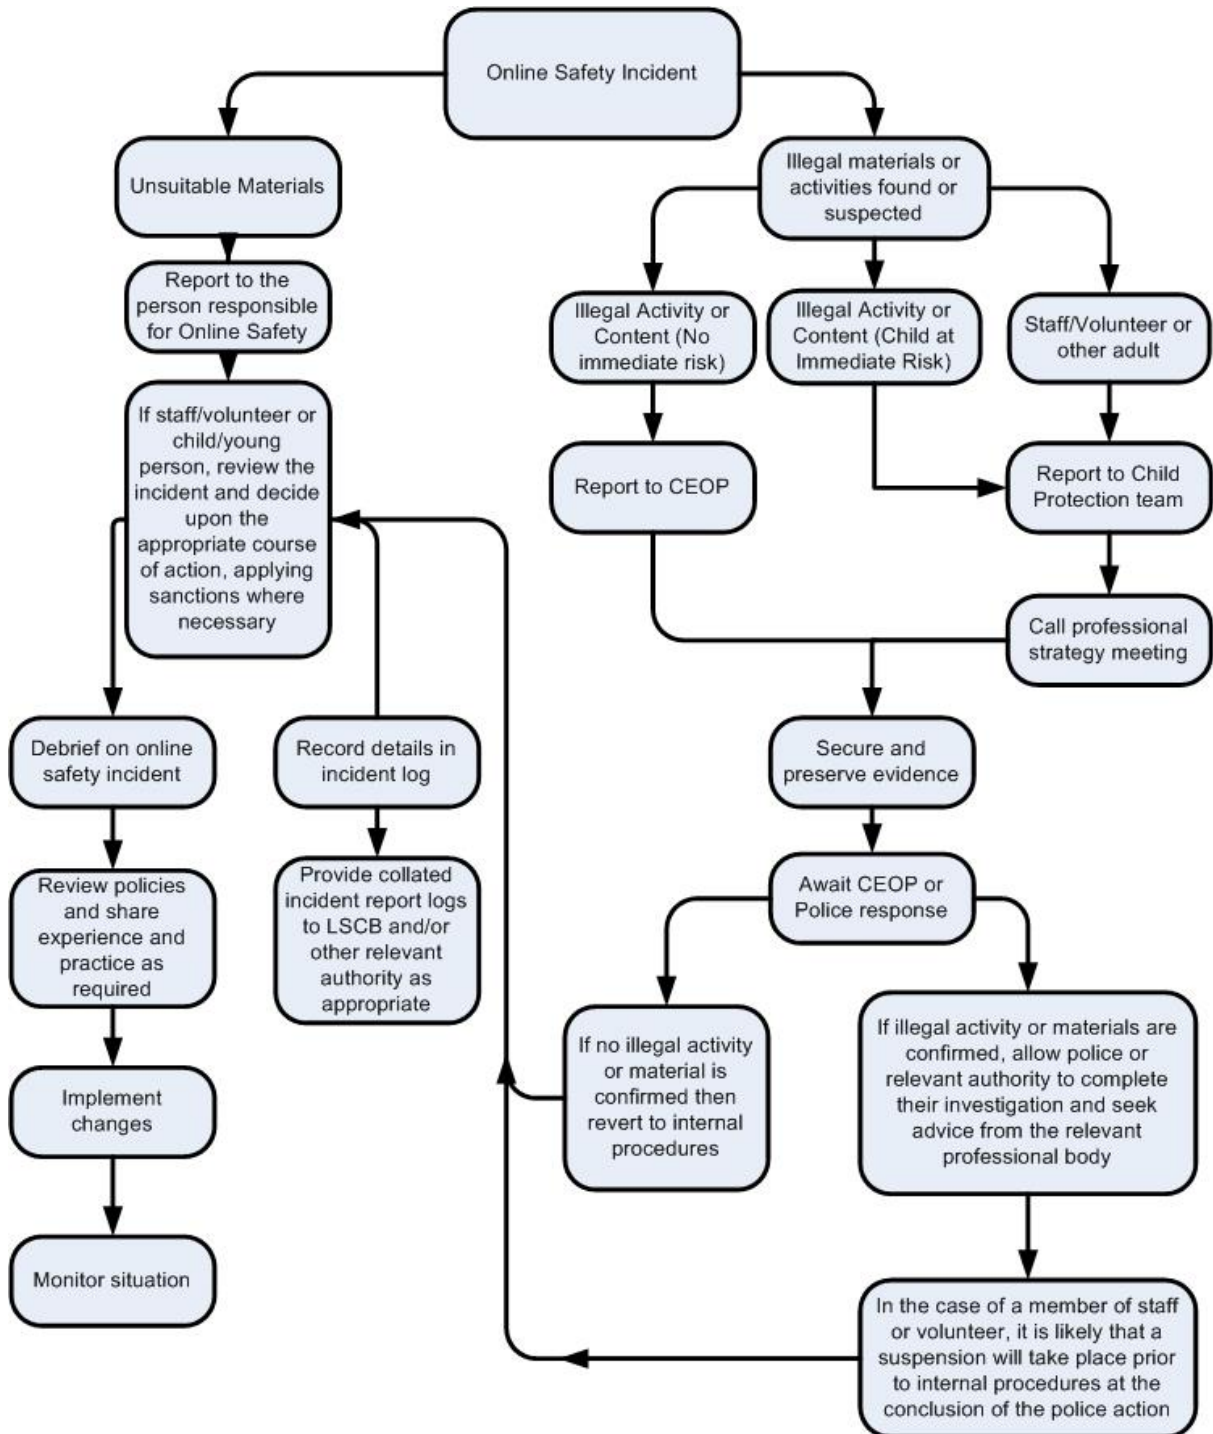 Online Safety Incident
Unsuitable Materials
Illegal materials or
activities found or
suspected
Report to the
person responsible
for Online Safety
Illegal Activity or
Content (No
immediate risk)
Illegal Activity or
Content (Child at
Immediate Risk)
Staff/Volunteer or
other adult
If staff/volunteer or
child/young
person, review the
incident and decide
upon the
appropriate course
of action, applying
sanctions where
necessary
Report to CEOP
Report to Child
Protection team
Call professional
strategy meeting
Debrief on online
safety incident
Record details in
incident log
Secure and
preserve evidence
Review policies
and share
experience and
practice as
required
Provide collated
incident report logs
to LSCB and/or
other relevant
authority as
appropriate
Await CEOP or
Police response
If no illegal activity
or material is
confirmed then
revert to internal
procedures
If illegal activity or materials are
confirmed, allow police or
relevant authority to complete
their investigation and seek
advice from the relevant
professional body
Implement
changes
Monitor situation
In the case of a member of staff
or volunteer, it is likely that a
suspension will take place prior
to internal procedures at the
conclusion of the police action